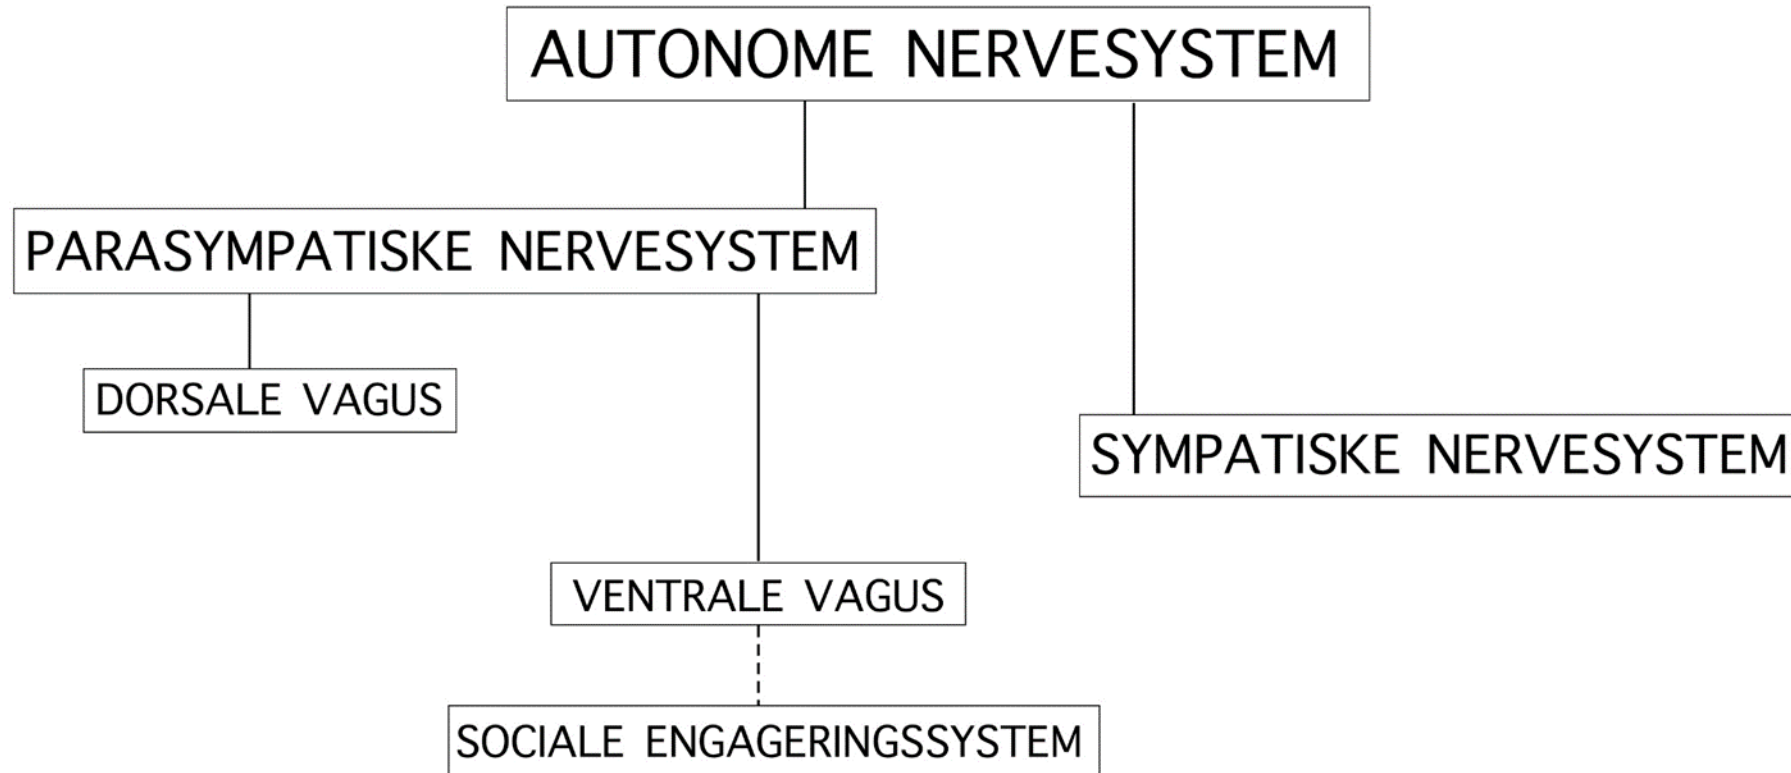 AUTONOME NERVESYSTEM
PARASYMPATISKE NERVESYSTEM
DORSALE VAGUS
SYMPATISKE NERVESYSTEM
VENTRALE VAGUS
SOCIALE ENGAGERINGSSYSTEM